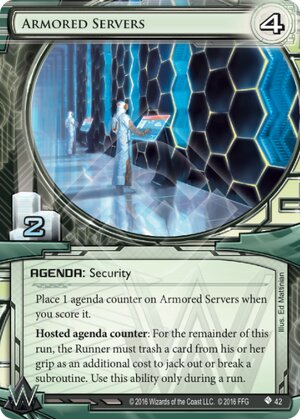 Armored Servers
4
2
AGENDA: Security
Place 1 agenda counter on Armored Servers when
you score it.
Hosted agenda counter: For the remainder of this
run, the Runner must trash a card from his or her
grip as an additional cost to jack out or break a
subroutine. Use this ability only during a run.
Illus. Ed Mattinian
© 2016 Wizards of the Coast LLC. © 2016 FFG
42